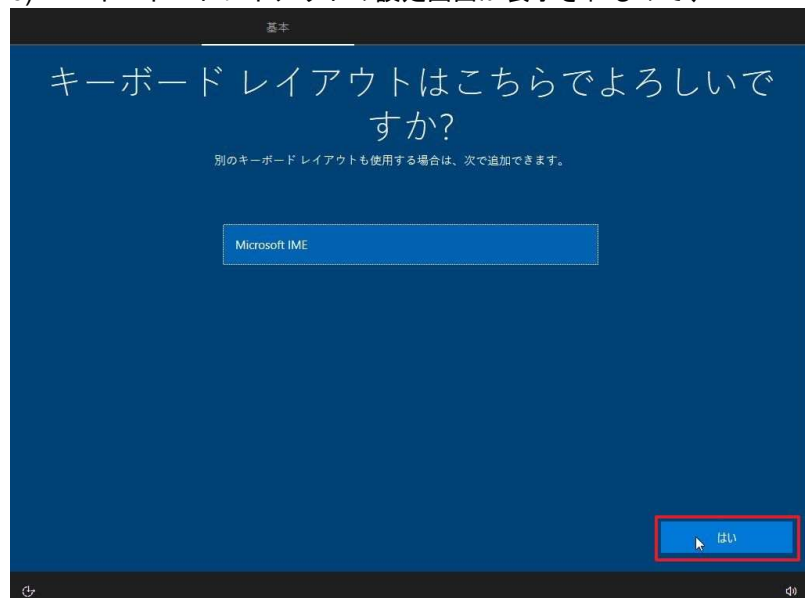 基本
キーボード レイアウトはこちらでよろしいで
すか?
別のキーボード レイアウトも使用する場合は、次で追加できます。
Microsoft IME
はい